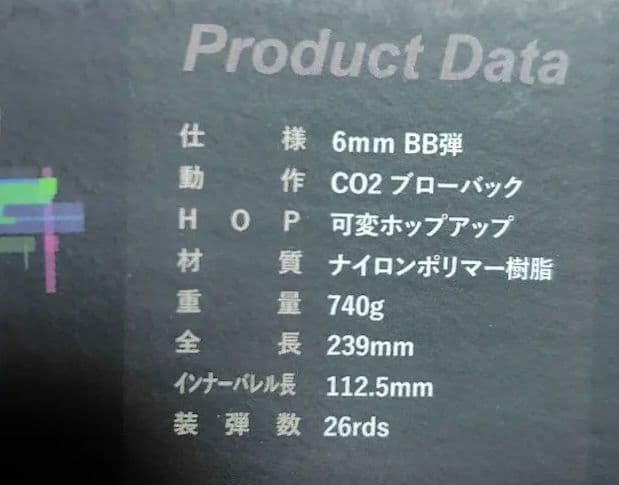 Product Data
仕様 6mm BB弾
動作 CO2 ブローバック
HOP 可変ホップアップ
材質 ナイロンポリマー樹脂
重量 740g
全長 239mm
インナーバレル長 112.5mm
装弾数 26rds